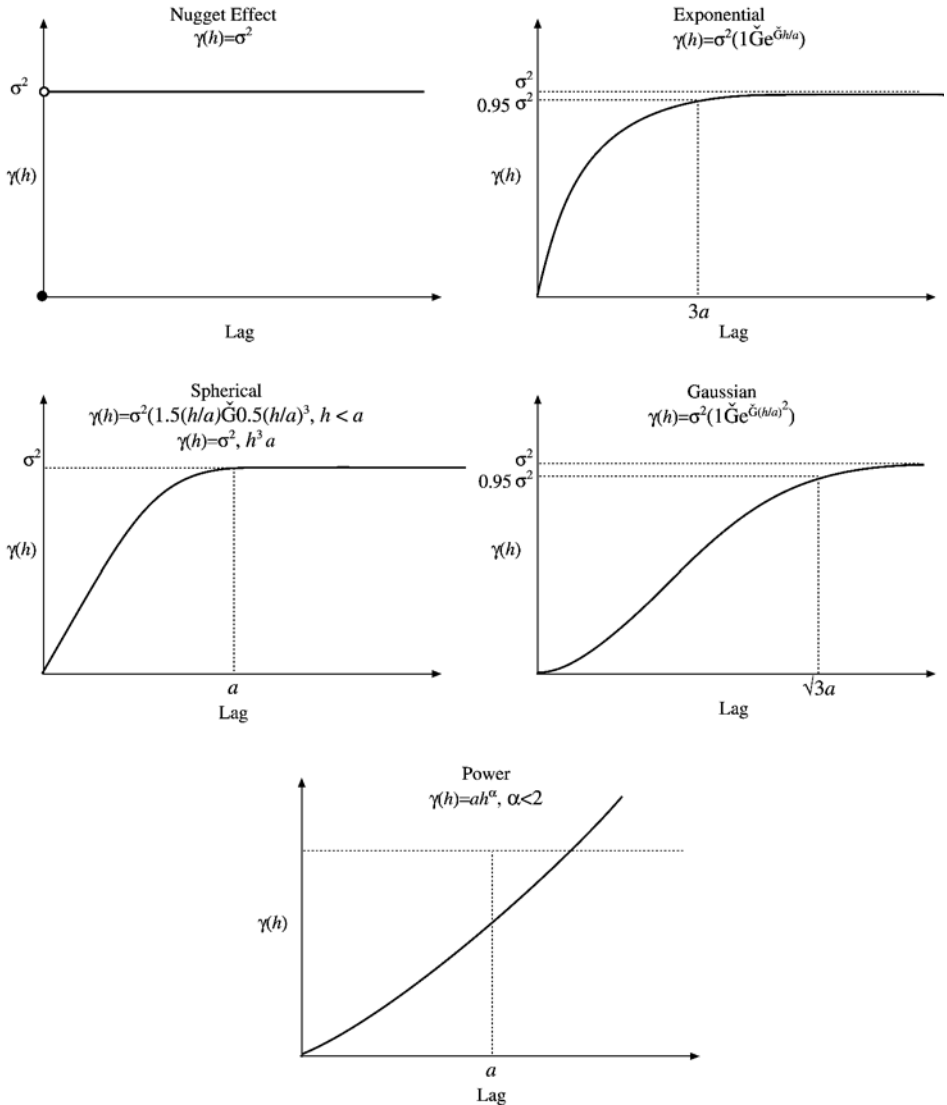 Nugget Effect
γ(h)=σ²
σ²
γ(h)
Lag
Exponential
γ(h)=σ²(1Ğe^Ğh/a)
σ²
0.95 σ²
γ(h)
3a
Lag
Spherical
γ(h)=σ²(1.5(h/a)Ğ0.5(h/a)³, h < a
γ(h)=σ², h³ a
σ²
γ(h)
a
Lag
Gaussian
γ(h)=σ²(1Ğe^Ğ(h/a)²)
σ²
0.95 σ²
γ(h)
√3a
Lag
Power
γ(h)=ah^α, α<2
γ(h)
a
Lag